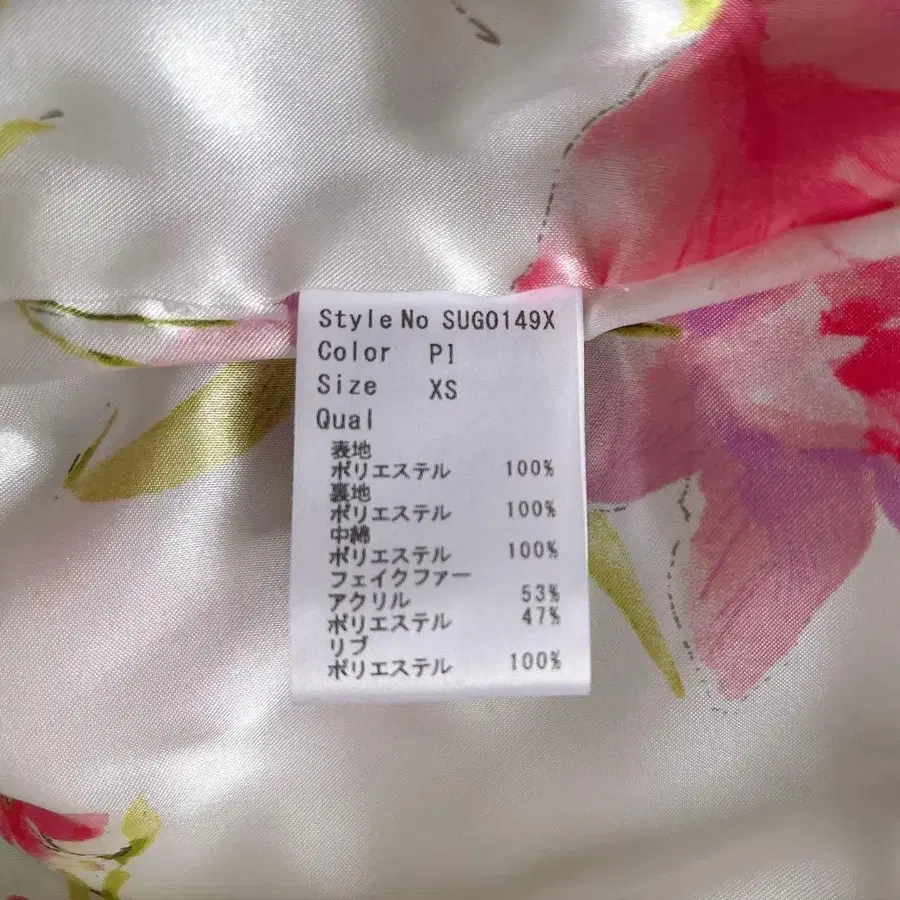 Style No SUGO149X
Color PI
Size XS
Qual
表地
ポリエステル 100%
裏地
ポリエステル 100%
中綿
ポリエステル 100%
フェイクファー
アクリル 53%
ポリエステル 47%
リブ
ポリエステル 100%